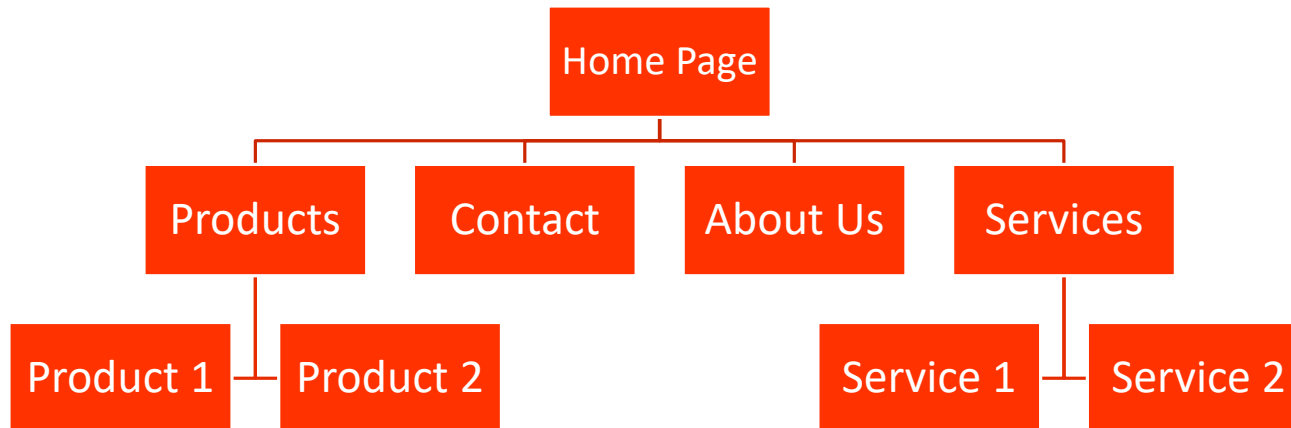 Home Page
Products
Contact
About Us
Services
Product 1
Product 2
Service 1
Service 2